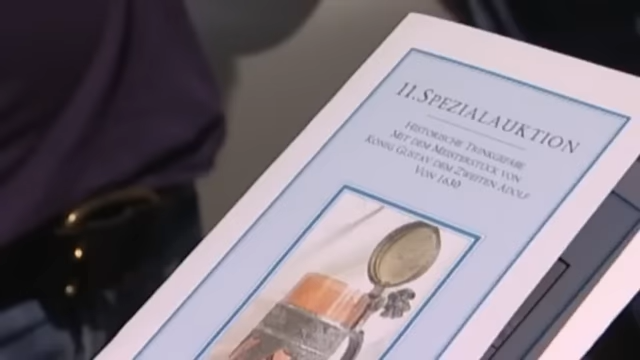 11. SPEZIALAUKTION
HISTORISCHE TRINKGEFÄßE
MIT DEM MEISTERSTÜCK VON
KÖNIG GUSTAV DEM ZWEITEN ADOLF
VON 1630